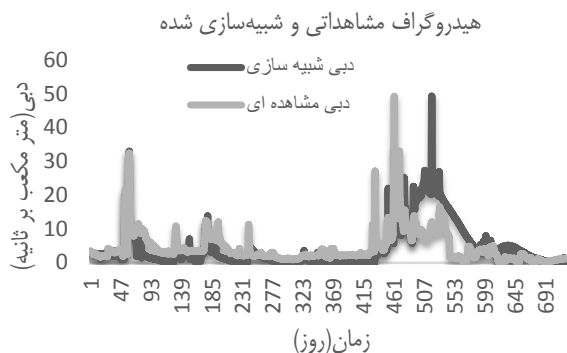 هیدروگراف مشاهداتی و شبیه‌سازی شده
دبی شبیه سازی
دبی مشاهده ای
دبی(متر مکعب بر ثانیه)
60
50
40
30
20
10
0
1 47 93 139 185 231 277 323 369 415 461 507 553 599 645 691
زمان(روز)